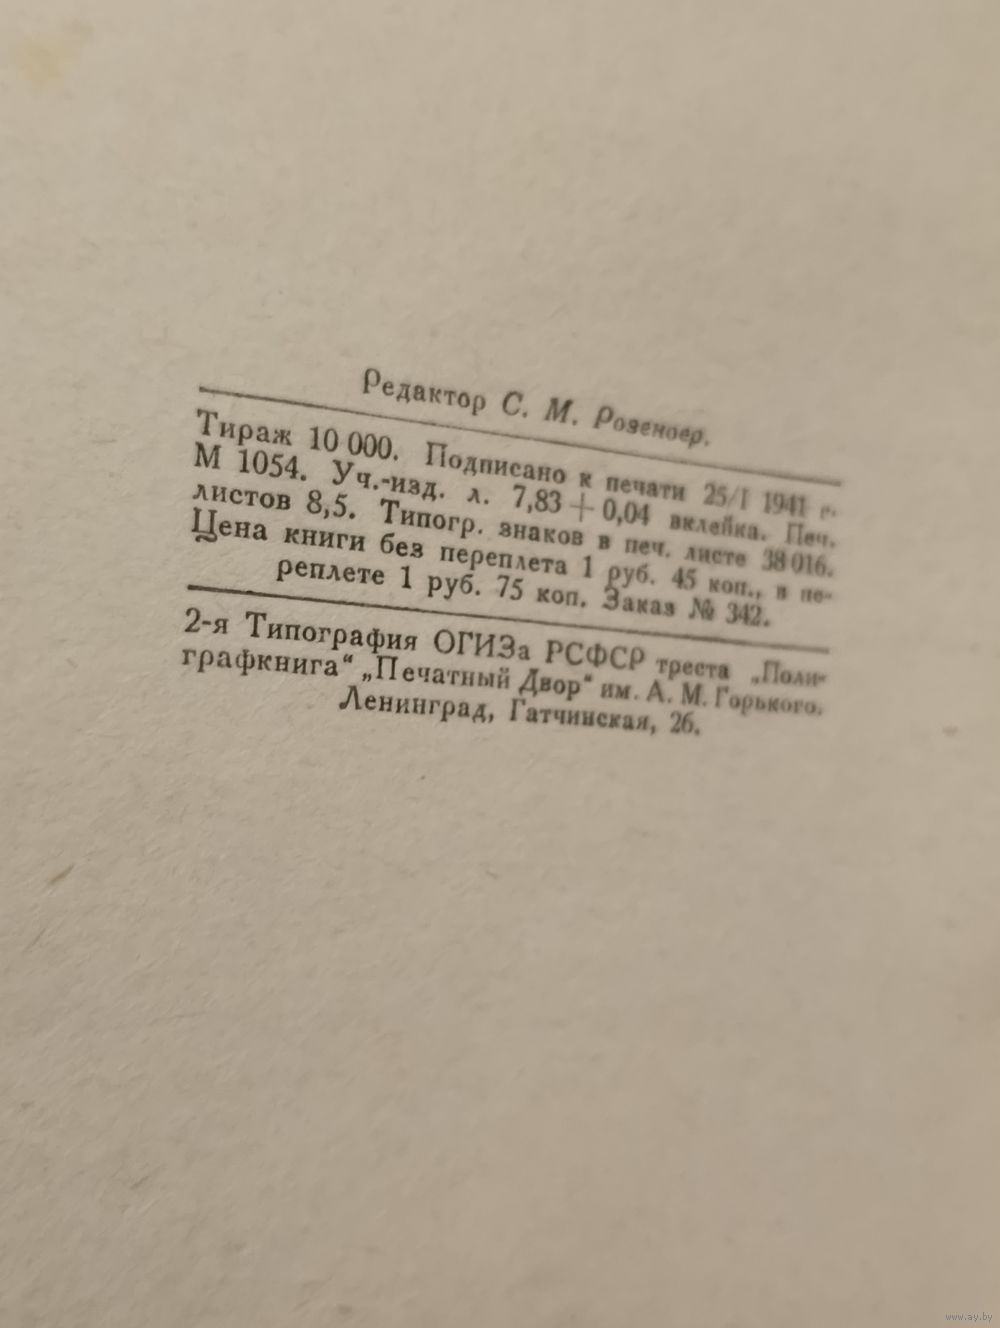 Редактор С. М. Розеноер.
Тираж 10 000. Подписано к печати 25/I 1941 г.
М 1054. Уч.-изд. л. 7,83 + 0,04 вклейка. Печ.
листов 8,5. Типогр. знаков в печ. листе 38 016.
Цена книги без переплета 1 руб. 45 коп., в пе-
реплете 1 руб. 75 коп. Заказ № 342.
2-я Типография ОГИЗа РСФСР треста „Поли-
графкнига“ „Печатный Двор“ им. А. М. Горького.
Ленинград, Гатчинская, 26.
www.ay.by